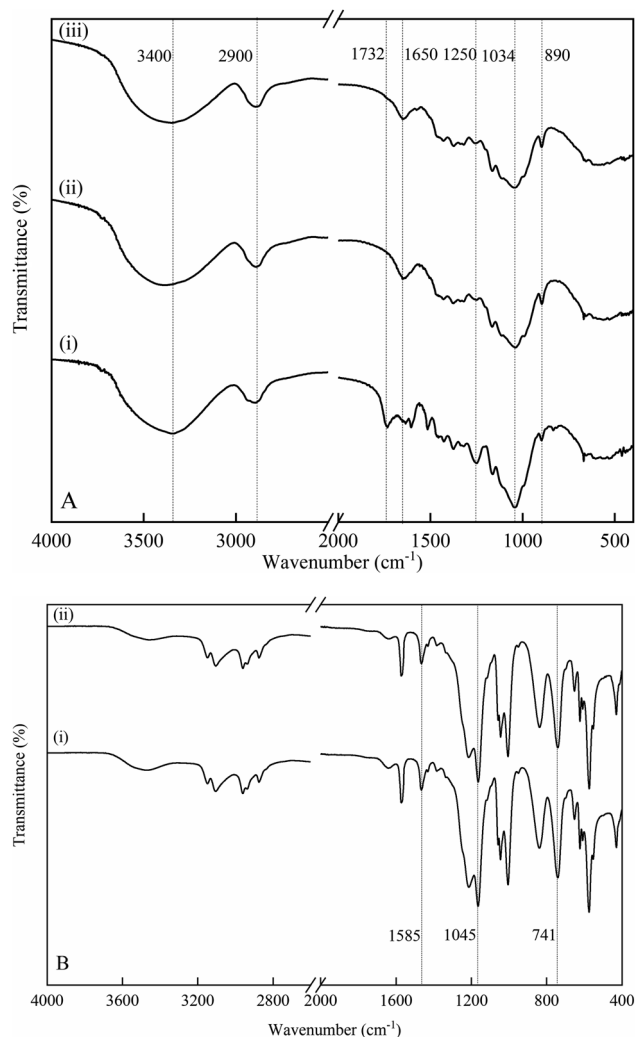 (iii)
3400 2900 1732 1650 1250 1034 890
(ii)
(i)
Transmittance (%)
A
4000 3500 3000 2000 1500 1000 500
Wavenumber (cm-1)
(ii)
(i)
Transmittance (%)
1585 1045 741
B
4000 3600 3200 2800 2000 1600 1200 800 400
Wavenumber (cm-1)